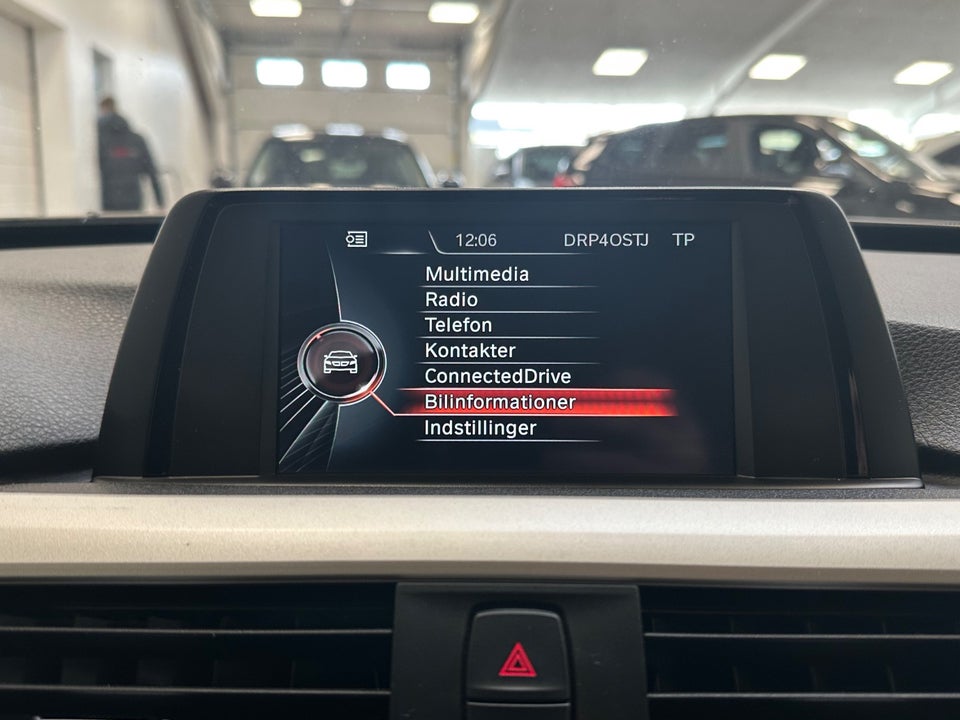 12:06 DRP4OSTJ TP
Multimedia
Radio
Telefon
Kontakter
ConnectedDrive
Bilinformationer
Indstillinger